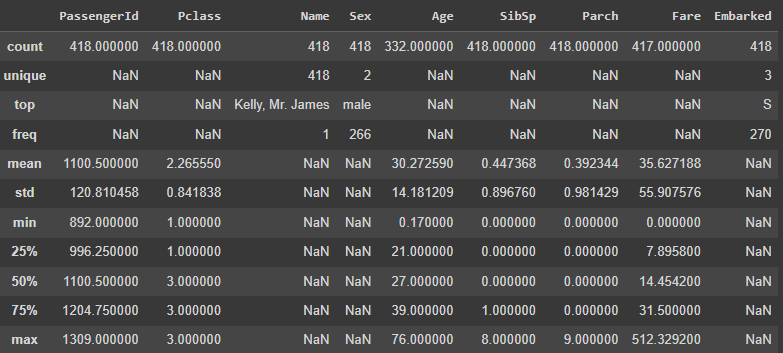 PassengerId Pclass Name Sex Age SibSp Parch Fare Embarked
count 418.000000 418.000000 418 418 332.000000 418.000000 418.000000 417.000000 418
unique NaN NaN 418 2 NaN NaN NaN NaN 3
top NaN NaN Kelly, Mr. James male NaN NaN NaN NaN S
freq NaN NaN 1 266 NaN NaN NaN NaN 270
mean 1100.500000 2.265550 NaN NaN 30.272590 0.447368 0.392344 35.627188 NaN
std 120.810458 0.841838 NaN NaN 14.181209 0.896760 0.981429 55.907576 NaN
min 892.000000 1.000000 NaN NaN 0.170000 0.000000 0.000000 0.000000 NaN
25% 996.250000 1.000000 NaN NaN 21.000000 0.000000 0.000000 7.895800 NaN
50% 1100.500000 3.000000 NaN NaN 27.000000 0.000000 0.000000 14.454200 NaN
75% 1204.750000 3.000000 NaN NaN 39.000000 1.000000 0.000000 31.500000 NaN
max 1309.000000 3.000000 NaN NaN 76.000000 8.000000 9.000000 512.329200 NaN